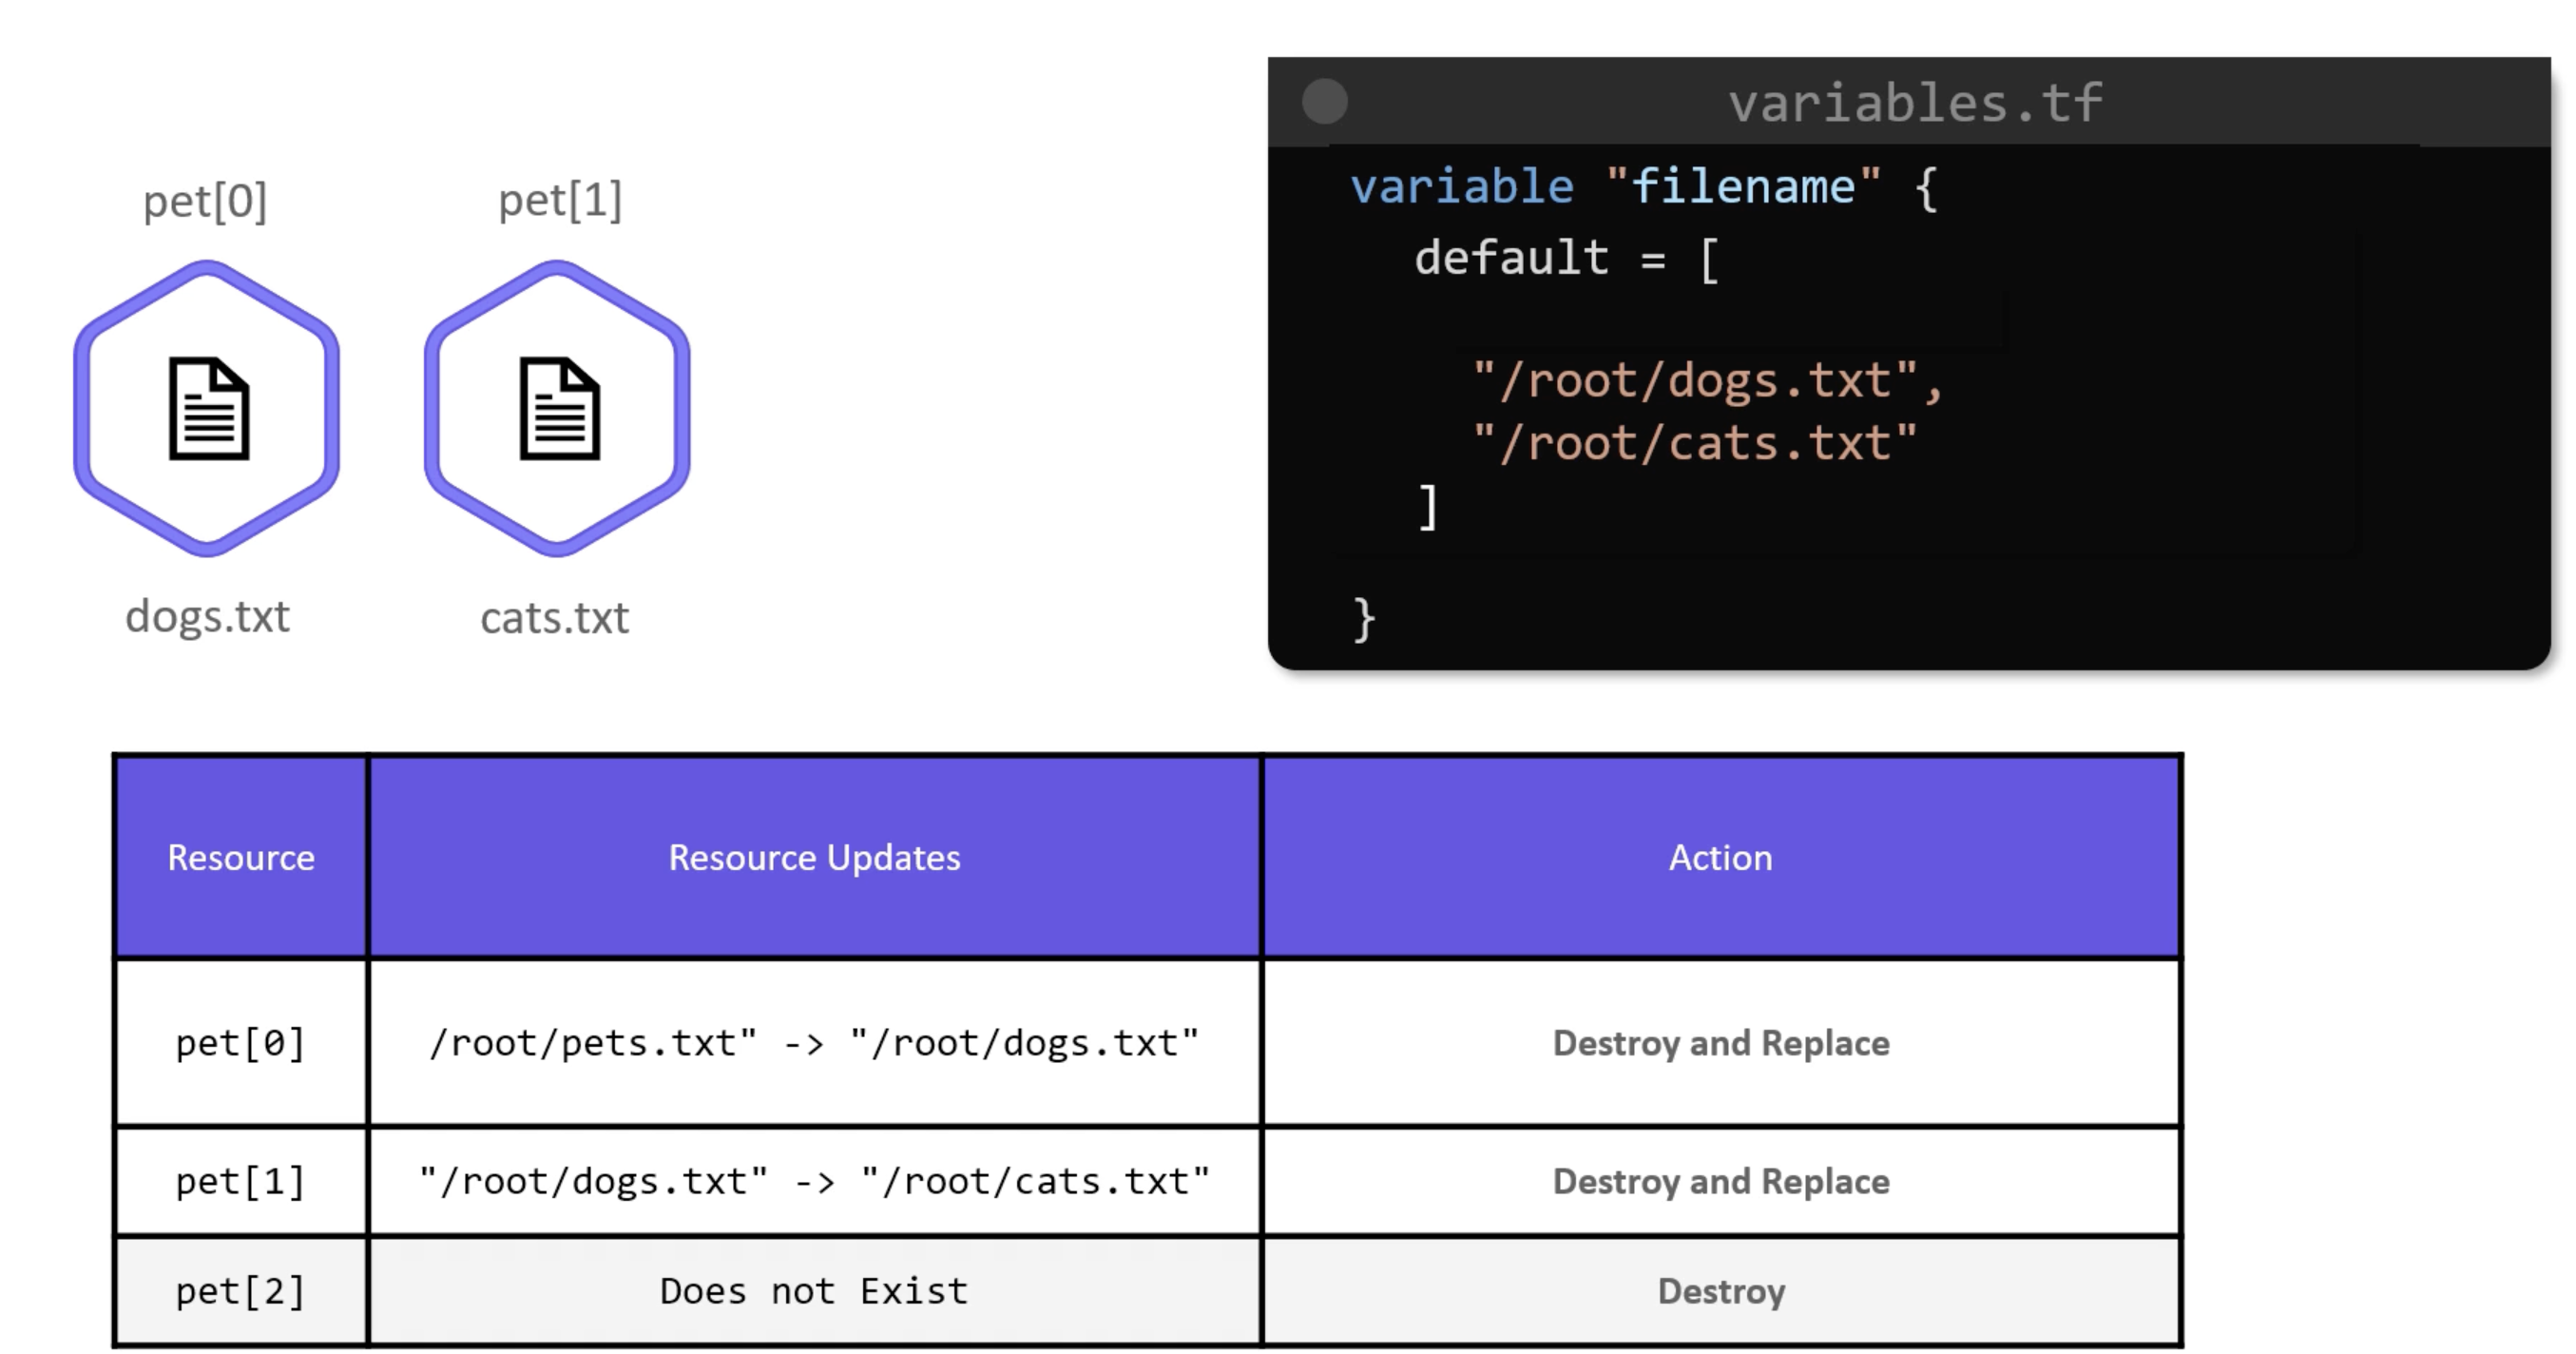 pet[0]
pet[1]
dogs.txt
cats.txt
variables.tf
variable "filename" {
default = [
"/root/dogs.txt",
"/root/cats.txt"
]
}
Resource
Resource Updates
Action
pet[0]
/root/pets.txt" -> "/root/dogs.txt"
Destroy and Replace
pet[1]
"/root/dogs.txt" -> "/root/cats.txt"
Destroy and Replace
pet[2]
Does not Exist
Destroy